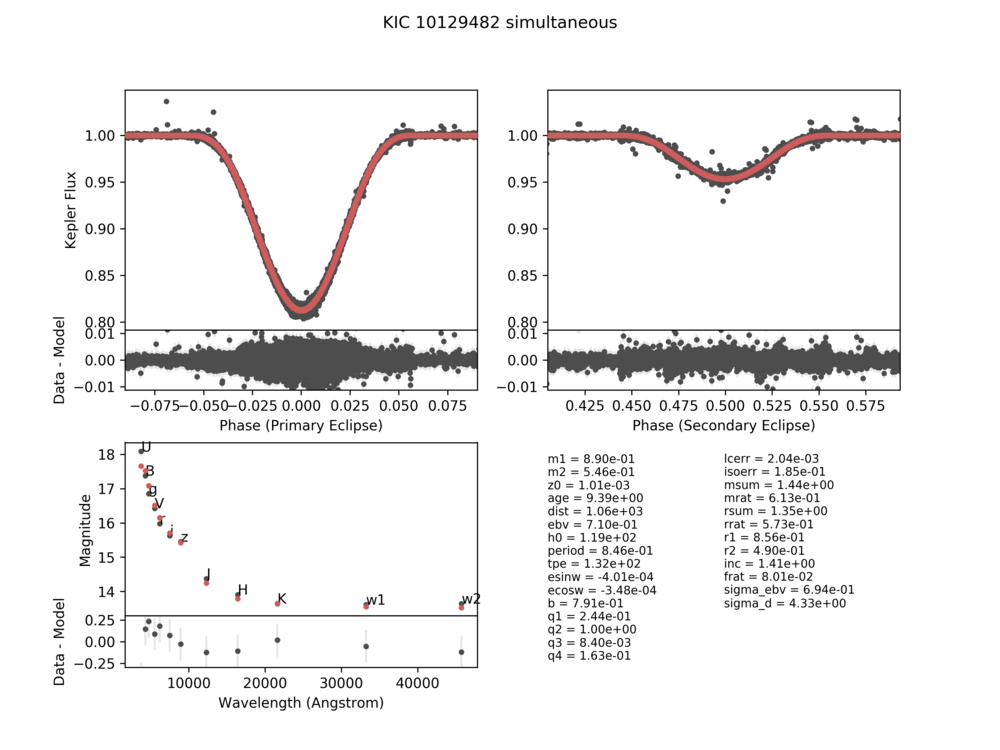 KIC 10129482 simultaneous
1.00
0.95
0.90
0.85
0.80
Kepler Flux
0.01
0.00
−0.01
Data - Model
−0.075 −0.050 −0.025 0.000 0.025 0.050 0.075
Phase (Primary Eclipse)
1.00
0.95
0.90
0.85
0.80
0.01
0.00
−0.01
0.425 0.450 0.475 0.500 0.525 0.550 0.575
Phase (Secondary Eclipse)
18
17
16
15
14
Magnitude
U
B
g
V
r
i
z
J
H
K
w1
w2
0.25
0.00
−0.25
Data - Model
10000 20000 30000 40000
Wavelength (Angstrom)
m1 = 8.90e-01
m2 = 5.46e-01
z0 = 1.01e-03
age = 9.39e+00
dist = 1.06e+03
ebv = 7.10e-01
h0 = 1.19e+02
period = 8.46e-01
tpe = 1.32e+02
esinw = -4.01e-04
ecosw = -3.48e-04
b = 7.91e-01
q1 = 2.44e-01
q2 = 1.00e+00
q3 = 8.40e-03
q4 = 1.63e-01
lcerr = 2.04e-03
isoerr = 1.85e-01
msum = 1.44e+00
mrat = 6.13e-01
rsum = 1.35e+00
rrat = 5.73e-01
r1 = 8.56e-01
r2 = 4.90e-01
inc = 1.41e+00
frat = 8.01e-02
sigma_ebv = 6.94e-01
sigma_d = 4.33e+00